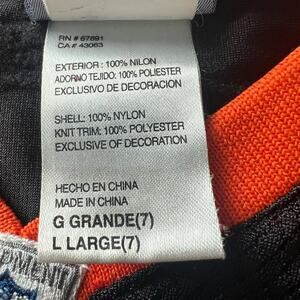 RN # 67891
CA # 43063
EXTERIOR: 100% NILON
ADORNO TEJIDO: 100% POLIESTER
EXCLUSIVO DE DECORACION
SHELL: 100% NYLON
KNIT TRIM: 100% POLYESTER
EXCLUSIVE OF DECORATION
HECHO EN CHINA
MADE IN CHINA
G GRANDE(7)
L LARGE(7)